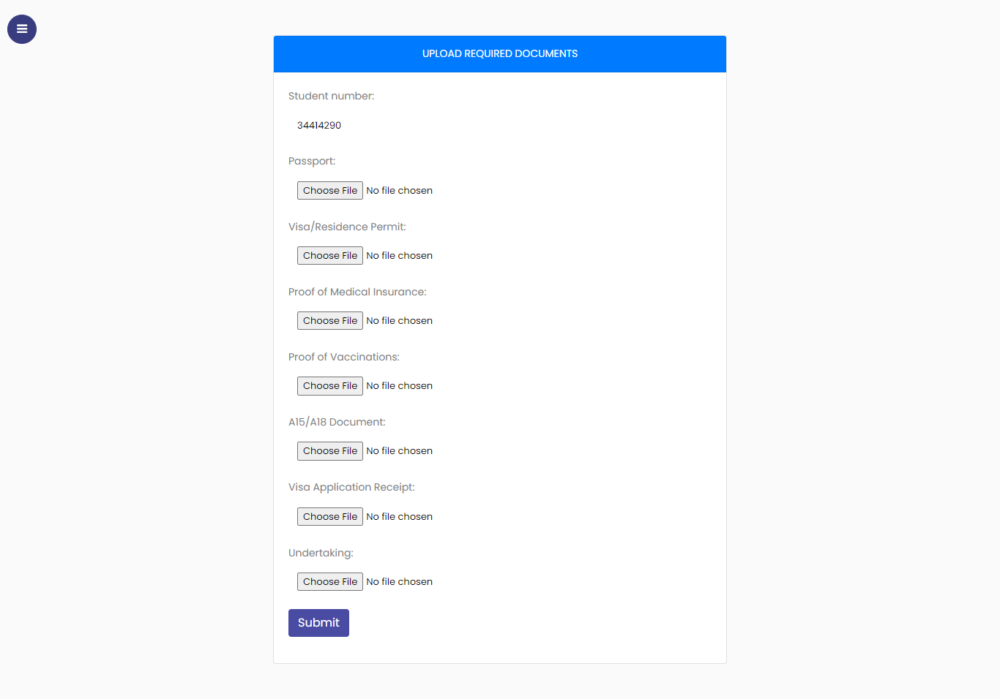 UPLOAD REQUIRED DOCUMENTS
Student number:
34414290
Passport:
Choose File No file chosen
Visa/Residence Permit:
Choose File No file chosen
Proof of Medical Insurance:
Choose File No file chosen
Proof of Vaccinations:
Choose File No file chosen
A15/A18 Document:
Choose File No file chosen
Visa Application Receipt:
Choose File No file chosen
Undertaking:
Choose File No file chosen
Submit